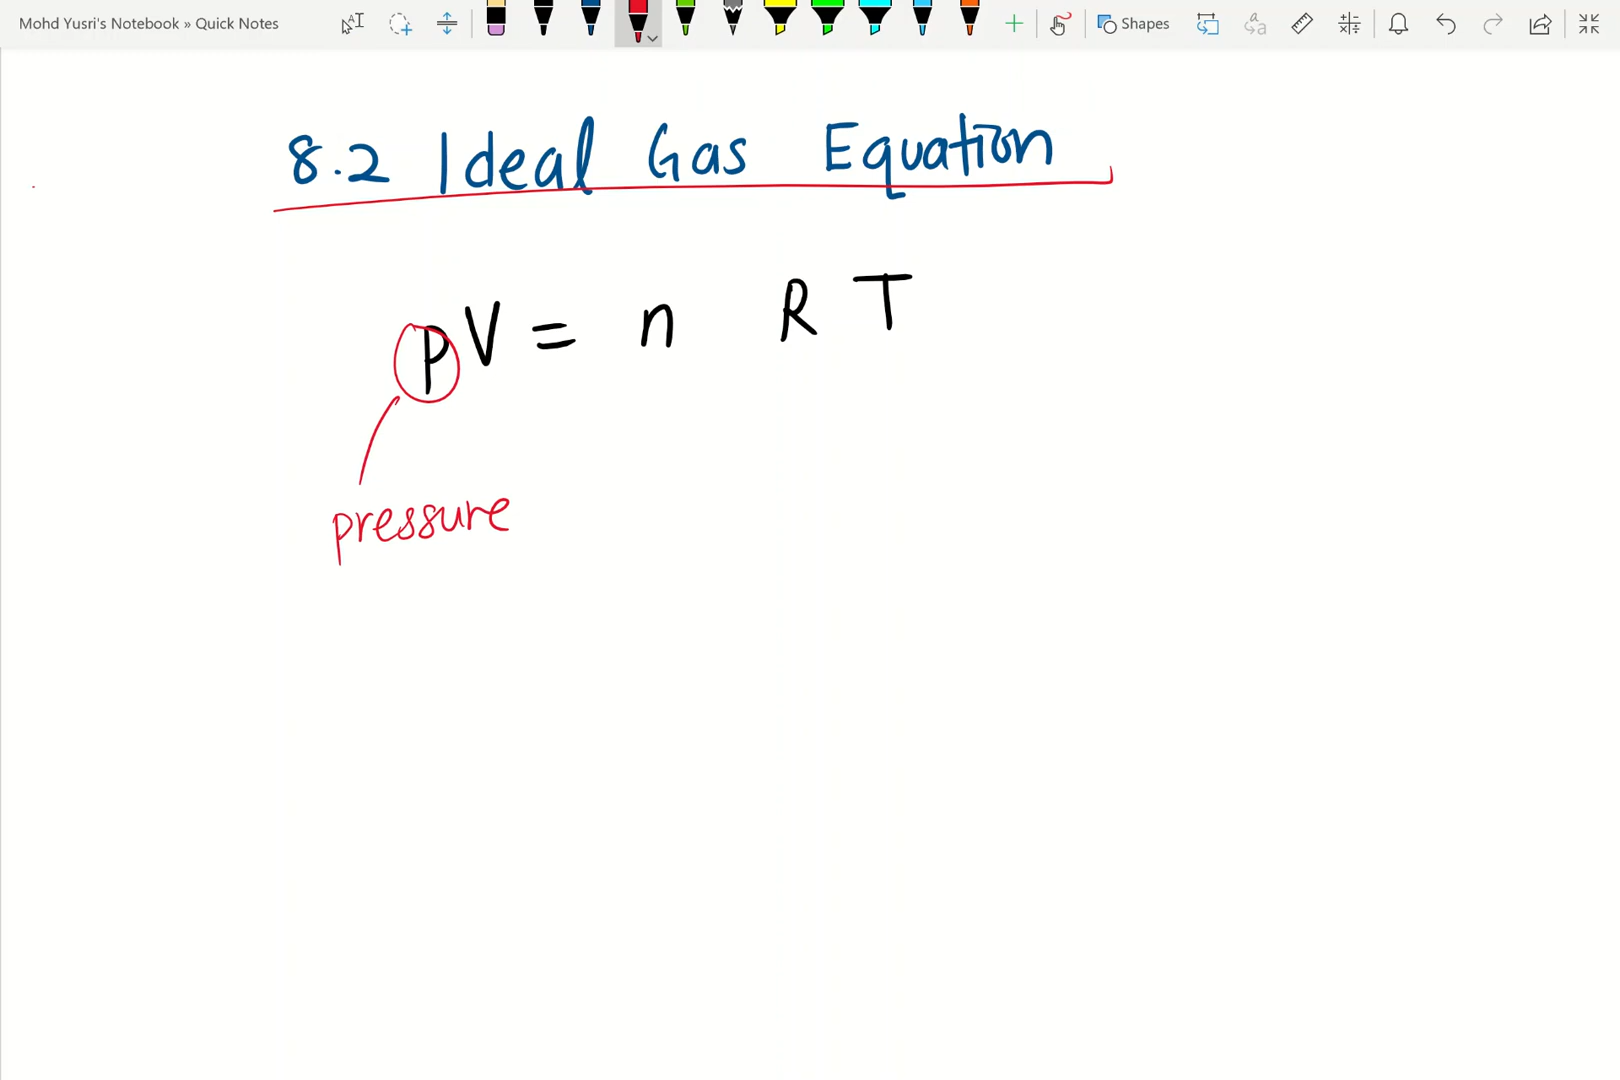 Mohd Yusri's Notebook » Quick Notes
Shapes
8.2 Ideal Gas Equation
pV = n R T
pressure